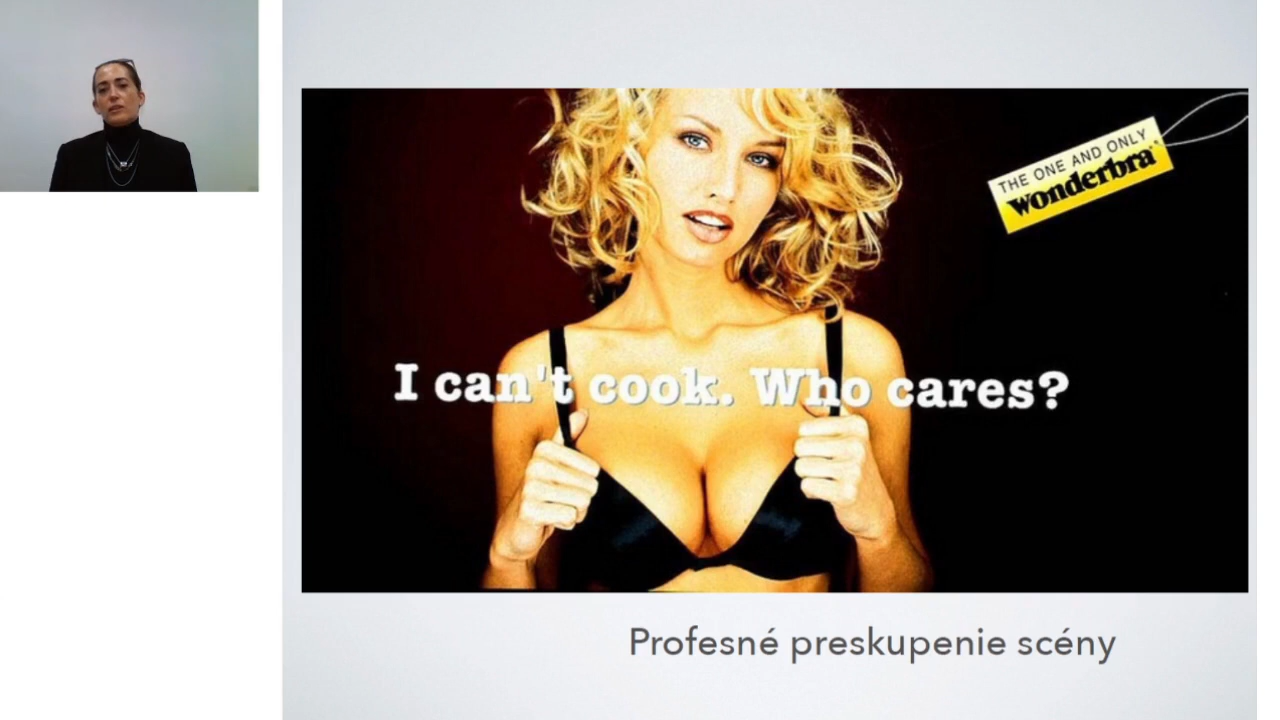 THE ONE AND ONLY
wonderbra
I can't cook. Who cares?
Profesné preskupenie scény